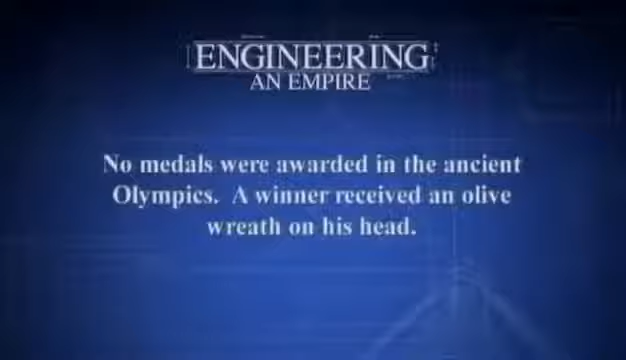 ENGINEERING
AN EMPIRE
No medals were awarded in the ancient
Olympics. A winner received an olive
wreath on his head.